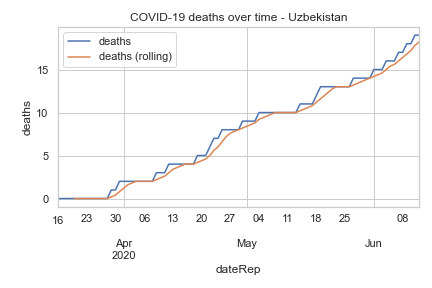 COVID-19 deaths over time - Uzbekistan
deaths
deaths (rolling)
15
10
5
0
deaths
16 23 30 06 13 20 27 04 11 18 25 08
Apr May Jun
2020
dateRep